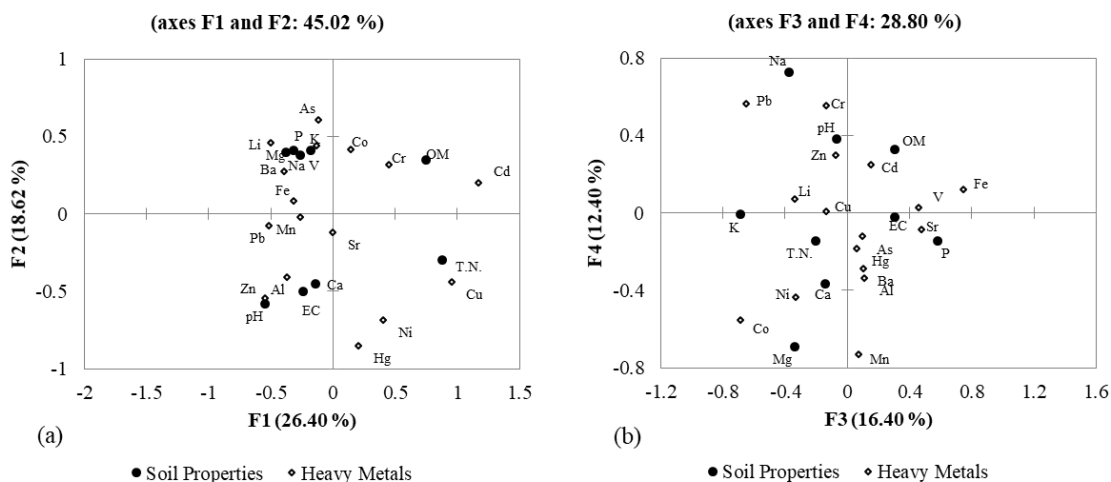 (axes F1 and F2: 45.02 %)
1
0.5
0
-0.5
-1
-2
-1.5
-1
-0.5
0
0.5
1
1.5
F2 (18.62 %)
F1 (26.40 %)
As
Li
P
K
Co
OM
Mg
Na
V
Cr
Cd
Ba
Fe
Pb
Mn
Sr
T.N.
Zn
Al
Ca
Cu
pH
EC
Ni
Hg
(a)
● Soil Properties
⋄ Heavy Metals
(axes F3 and F4: 28.80 %)
0.8
0.4
0
-0.4
-0.8
-1.2
-0.8
-0.4
0
0.4
0.8
1.2
1.6
F4 (12.40 %)
F3 (16.40 %)
Na
Pb
Cr
pH
OM
Zn
Cd
Li
V
Fe
Cu
K
EC
Sr
T.N.
As
P
Hg
Ba
Ca
Al
Ni
Co
Mg
Mn
(b)
● Soil Properties
⋄ Heavy Metals